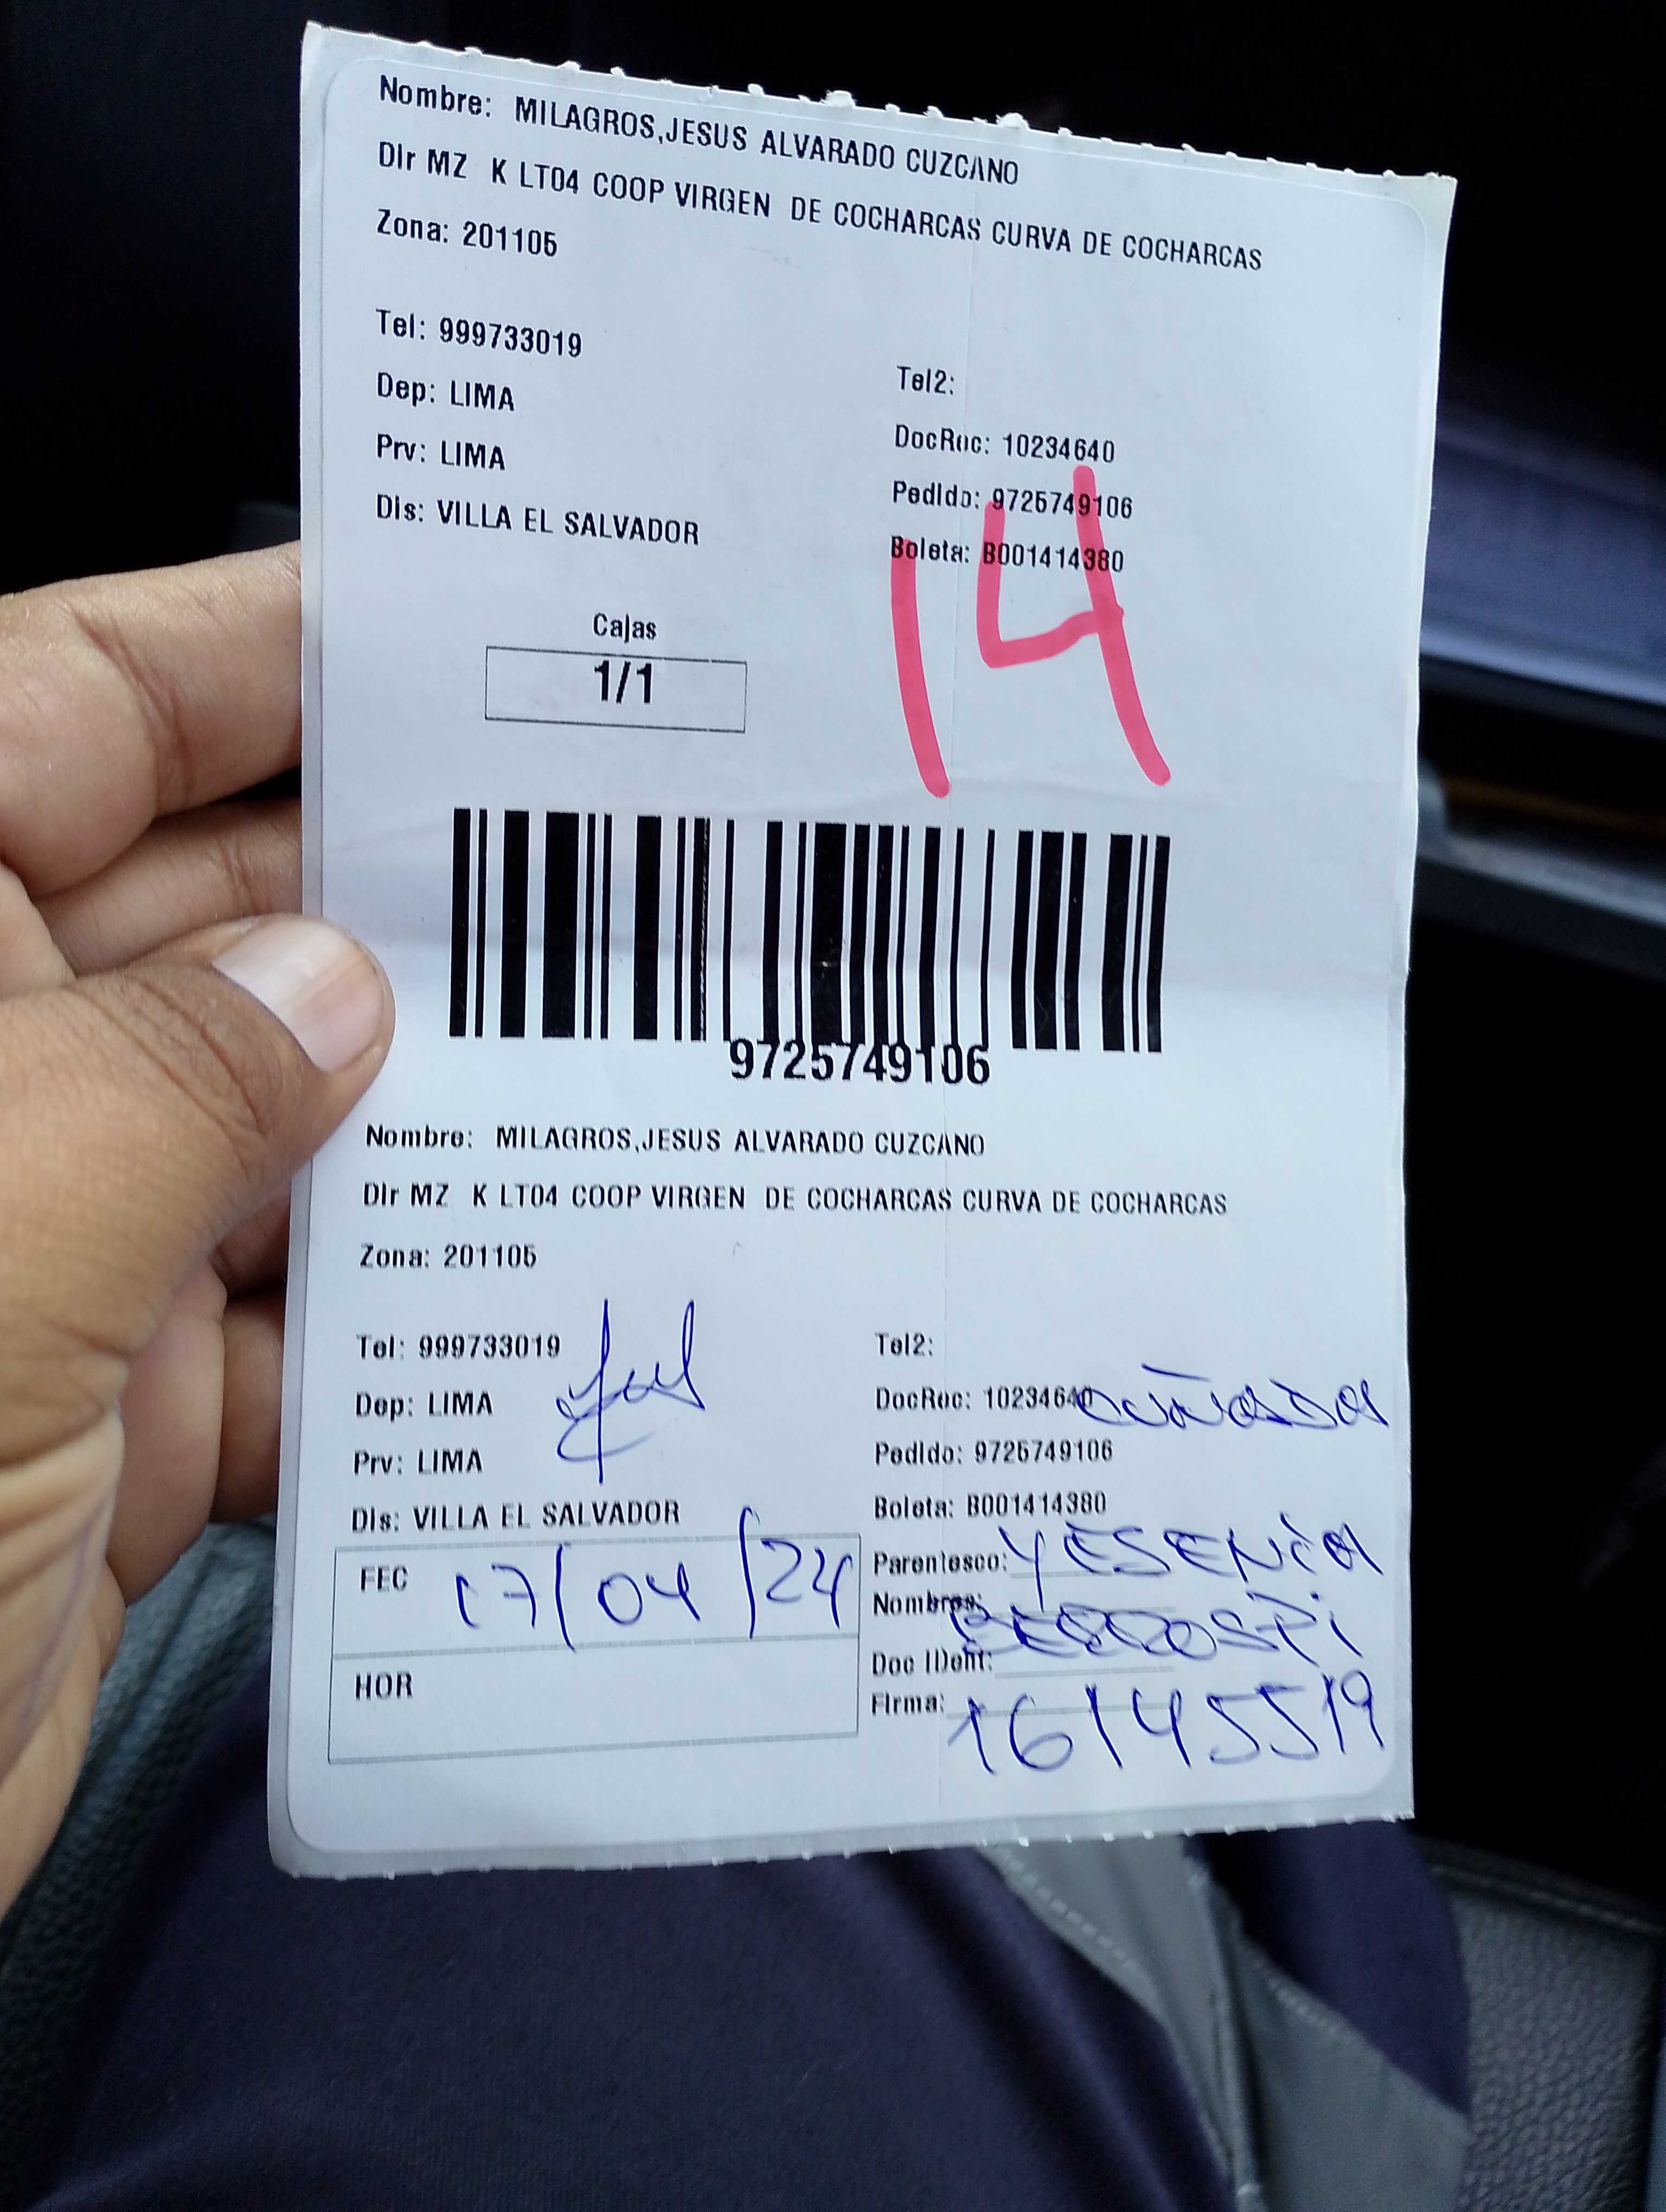 Nombre: MILAGROS,JESUS ALVARADO CUZCANO
Dir MZ K LT04 COOP VIRGEN DE COCHARCAS CURVA DE COCHARCAS
Zona: 201105
Tel: 999733019
Tel2:
Dep: LIMA
DocRec: 10234640
Prv: LIMA
Pedido: 9725749106
Dis: VILLA EL SALVADOR
Boleta: B001414380
14
Cajas
1/1
9725749106
Nombre: MILAGROS,JESUS ALVARADO CUZCANO
Dir MZ K LT04 COOP VIRGEN DE COCHARCAS CURVA DE COCHARCAS
Zona: 201105
Tel: 999733019
Tel2:
Dep: LIMA
DocRec: 10234640
Prv: LIMA
Pedido: 9725749106
Dis: VILLA EL SALVADOR
Boleta: B001414380
FEC 17/04/24
Parentesco: YESENIA
Nombres:
Doc IDent:
HOR
Firma: 16145519